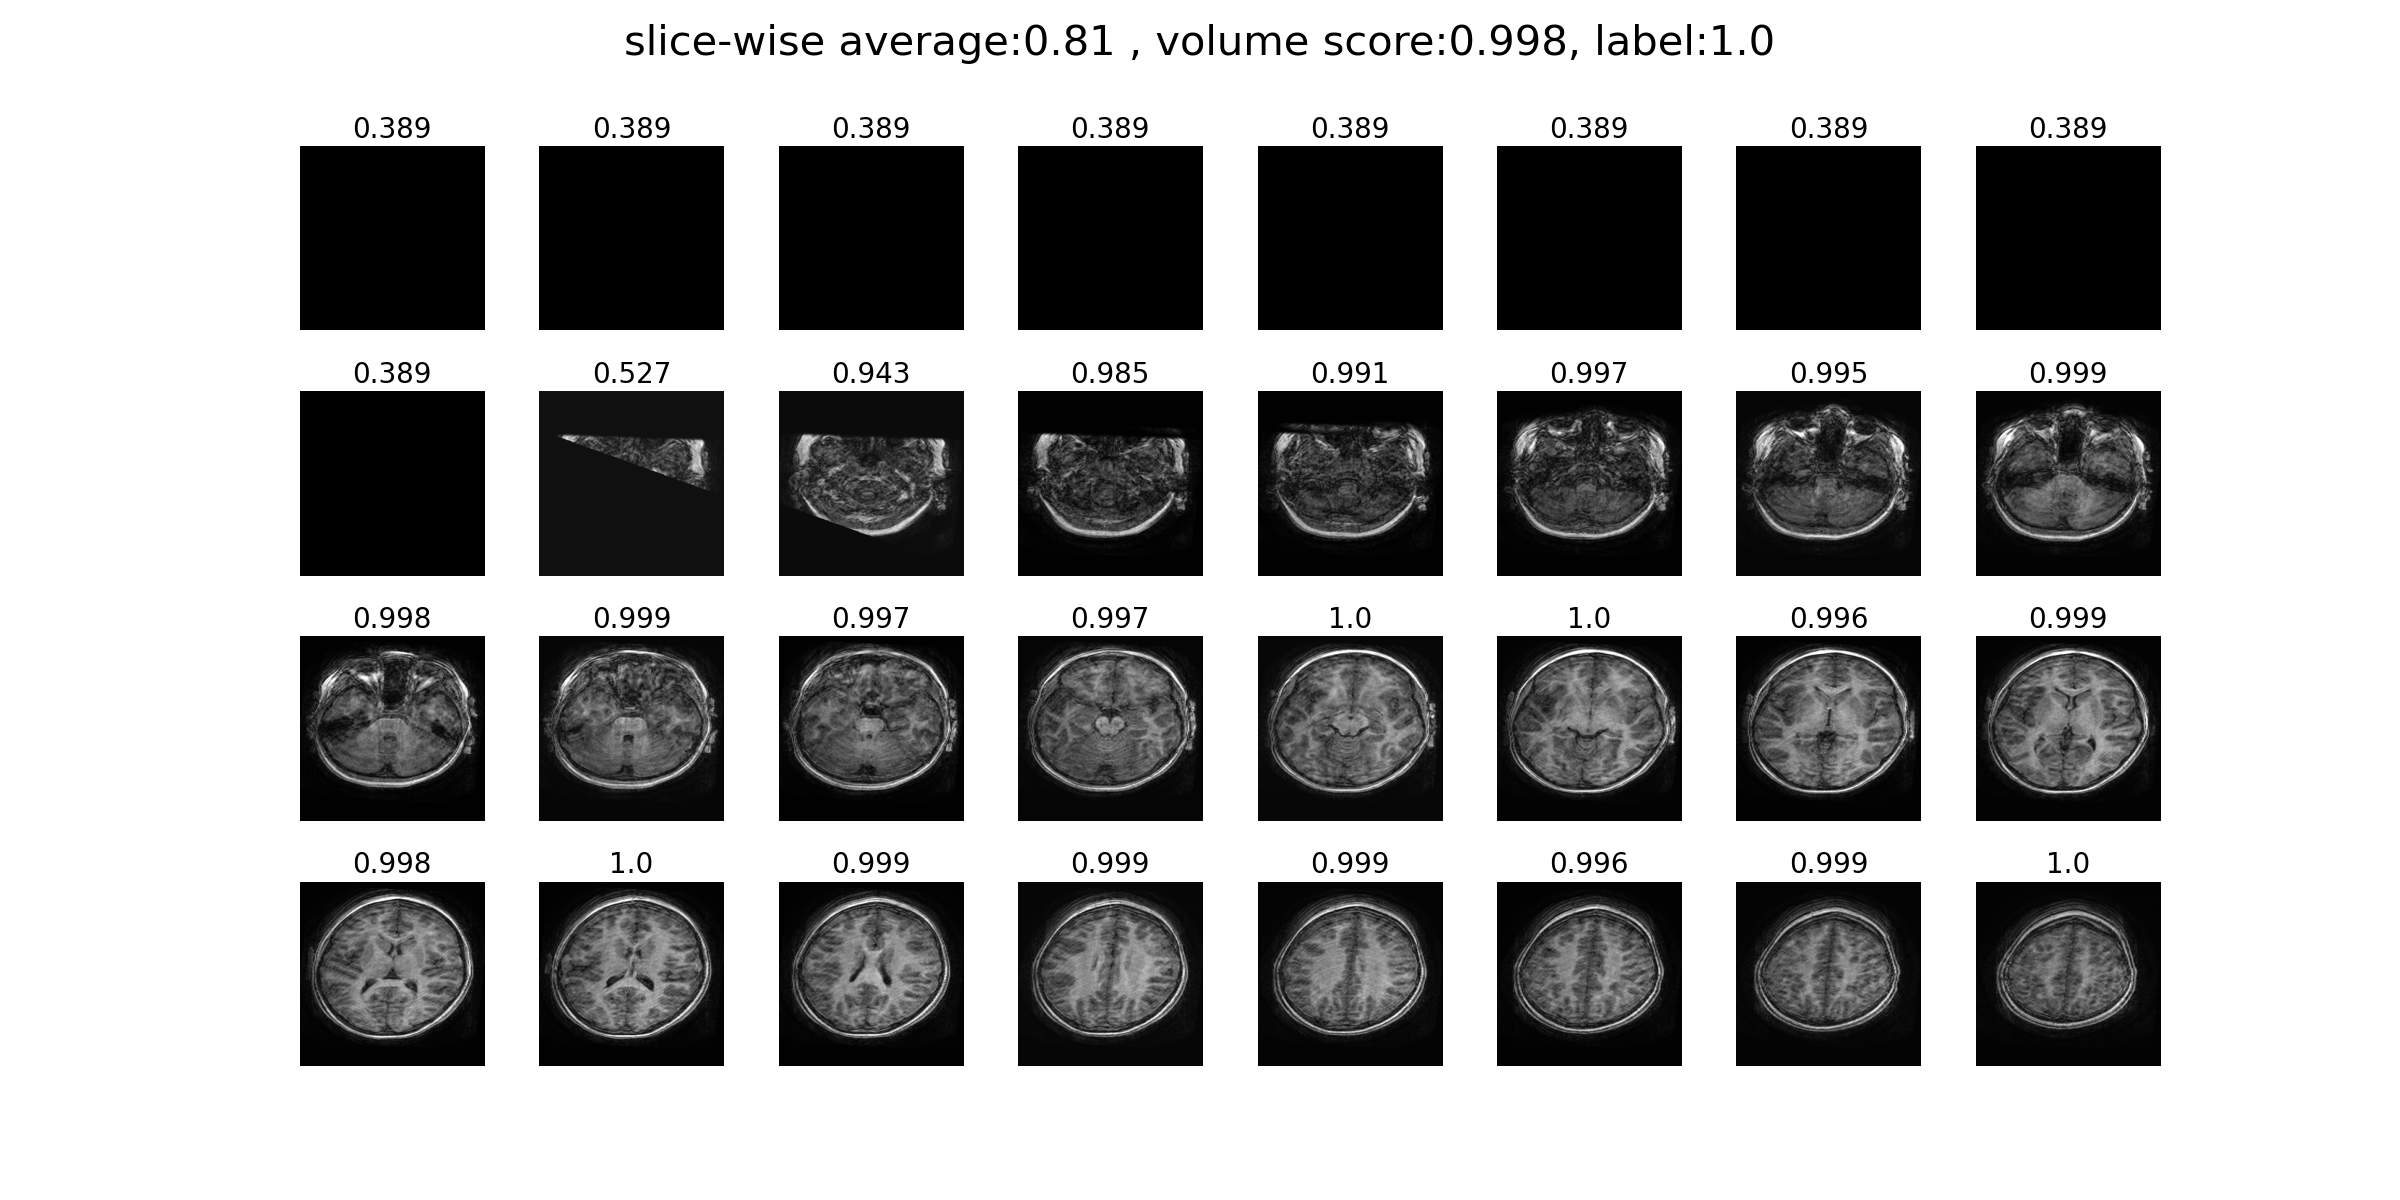 slice-wise average:0.81 , volume score:0.998, label:1.0
0.389 0.389 0.389 0.389 0.389 0.389 0.389 0.389
0.389 0.527 0.943 0.985 0.991 0.997 0.995 0.999
0.998 0.999 0.997 0.997 1.0 1.0 0.996 0.999
0.998 1.0 0.999 0.999 0.999 0.996 0.999 1.0